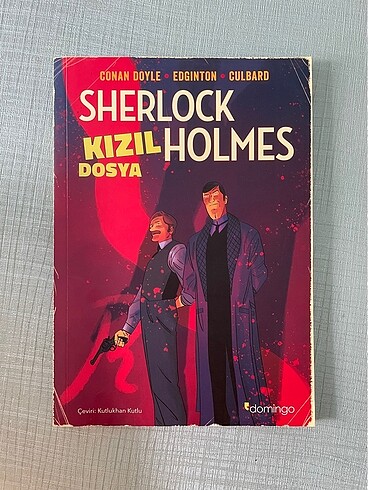 CONAN DOYLE • EDGINTON • CULBARD
SHERLOCK
KIZIL HOLMES
DOSYA
Çeviri: Kutlukhan Kutlu
domingo